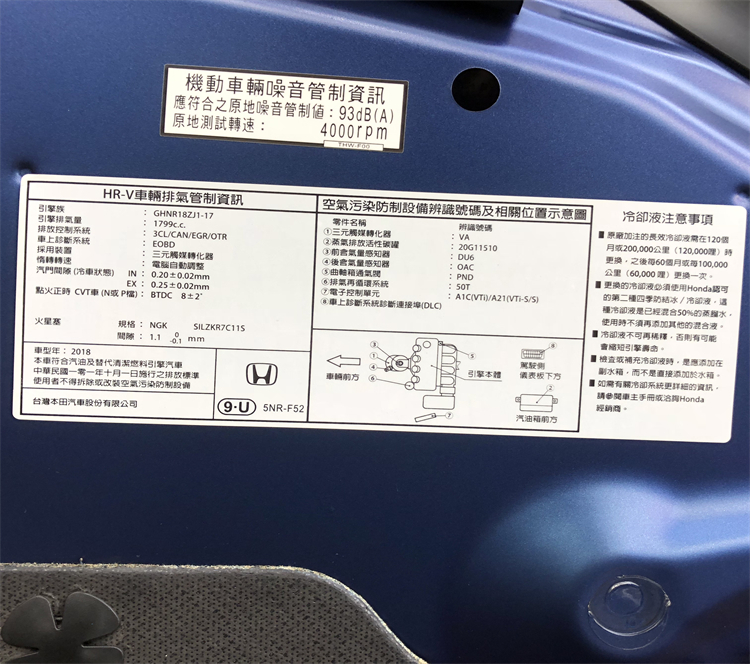 機動車輛噪音管制資訊
應符合之原地噪音管制值：93dB(A)
原地測試轉速： 4000rpm
THW-F00
HR-V車輛排氣管制資訊
引擎族 ： GHNR18ZJ1-17
引擎排氣量 ： 1799c.c.
排放控制系統 ： 3CL/CAN/EGR/OTR
車上診斷系統 ： EOBD
採用裝置 ： 三元觸媒轉化器
惰轉轉速 ： 電腦自動調整
汽門間隙 (冷車狀態) IN ： 0.20±0.02mm
EX ： 0.25±0.02mm
點火正時 CVT車 (N或 P檔)： BTDC 8±2°
火星塞 規格： NGK SILZKR7C11S
間隙： 1.1 0 -0.1 mm
車型年： 2018
本車符合汽油及替代清潔燃料引擎汽車
中華民國一零一年十月一日施行之排放標準
使用者不得拆除或改裝空氣污染防制設備
台灣本田汽車股份有限公司
9·U 5NR-F52
空氣污染防制設備辨識號碼及相關位置示意圖
零件名稱 辨識號碼
①三元觸媒轉化器 ： VA
②蒸氣排放活性碳罐 ： 20G11510
③前含氧量感知器 ： DU6
④後含氧量感知器 ： OAC
⑤曲軸箱通氣閥 ： PND
⑥排氣再循環系統 ： 50T
⑦電子控制單元 ： A1C(VTi)/A21(VTi-S/S)
⑧車上診斷系統診斷連接埠(DLC)
車輛前方
③
①
④
⑥
⑤
引擎本體
⑦
⑧
駕駛側
儀表板下方
②
汽油箱前方
冷卻液注意事項
■ 原廠加注的長效冷卻液需在120個
月或200,000公里（120,000哩）時
更換，之後每60個月或每100,000
公里（60,000 哩）更換一次。
■ 更換的冷卻液必須使用Honda認可
的第二種四季防結水／冷卻液，這
種冷卻液是已經混合50%的蒸餾水，
使用時不須再添加其他的混合液。
■ 冷卻液不可再稀釋，否則有可能
會縮短引擎壽命。
■ 檢查或補充冷卻液時，是應添加在
副水箱，而不是直接添加於水箱。
■ 如需有關冷卻系統更詳細的資訊，
請參閱車主手冊或洽詢Honda
經銷商。